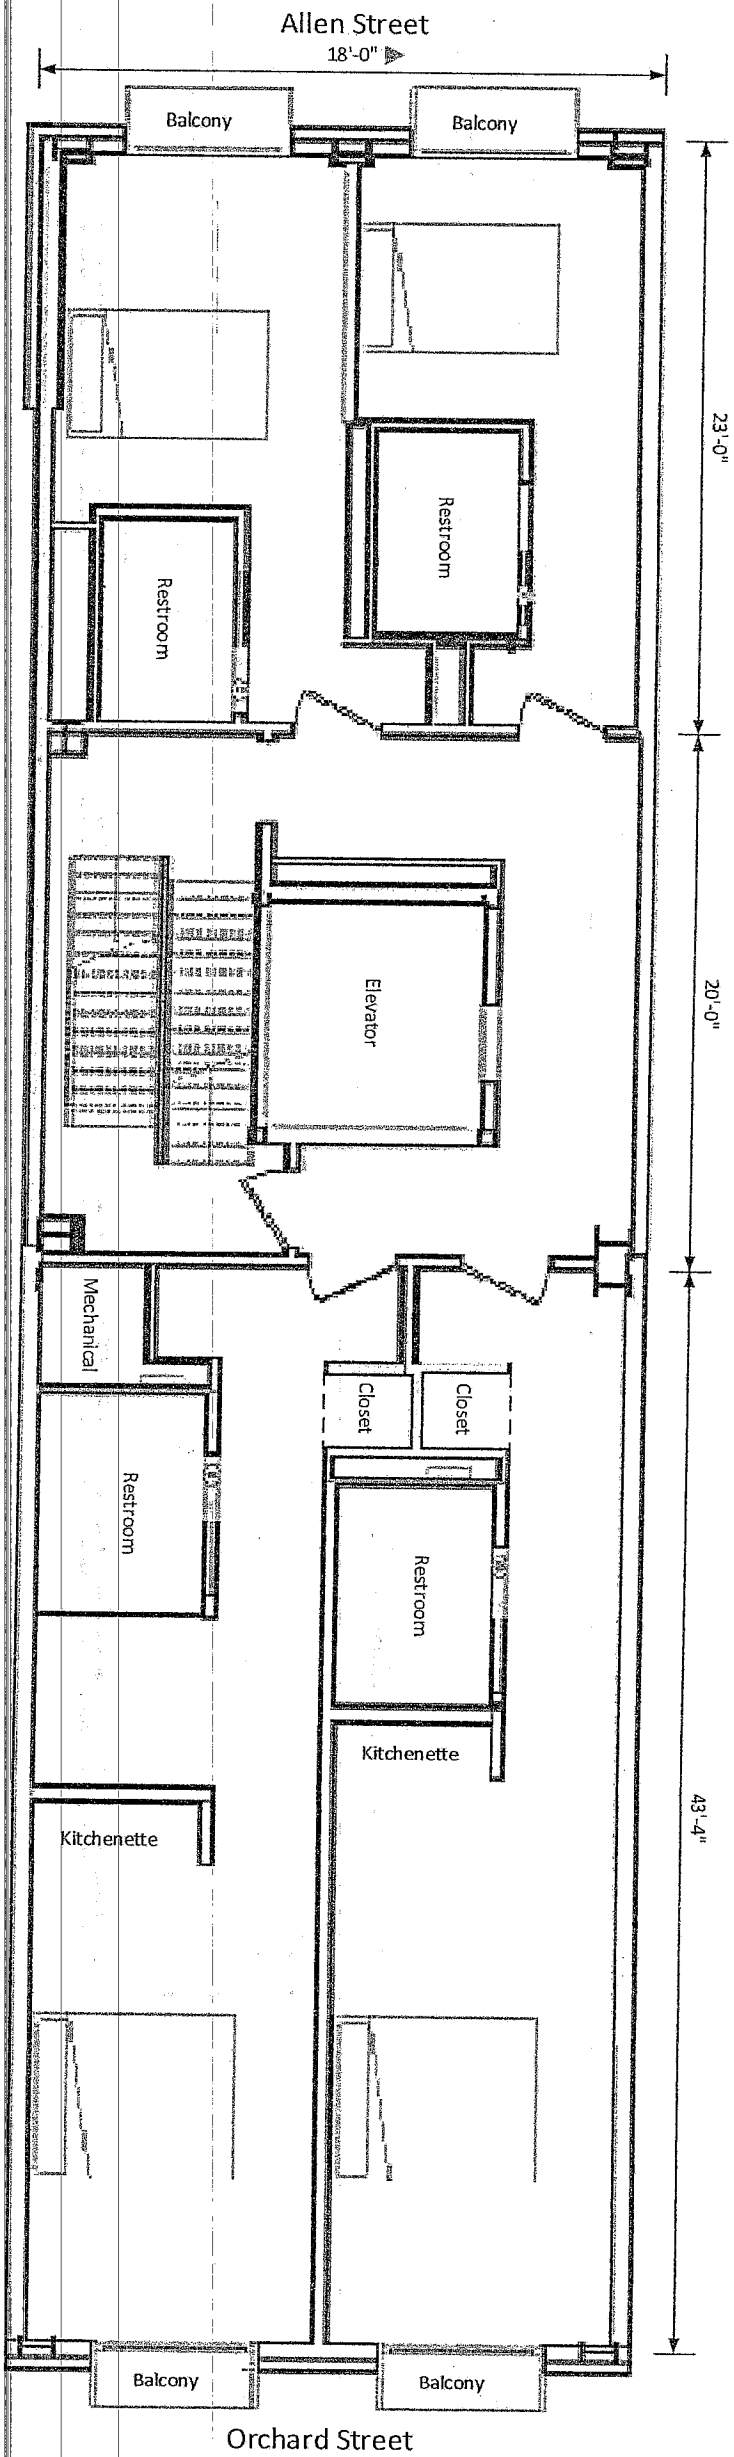 Allen Street
18'-0"
Balcony
Balcony
23'-0"
Restroom
Restroom
20'-0"
Elevator
Mechanical
Closet
Closet
Restroom
Restroom
Kitchenette
43'-4"
Kitchenette
Balcony
Balcony
Orchard Street